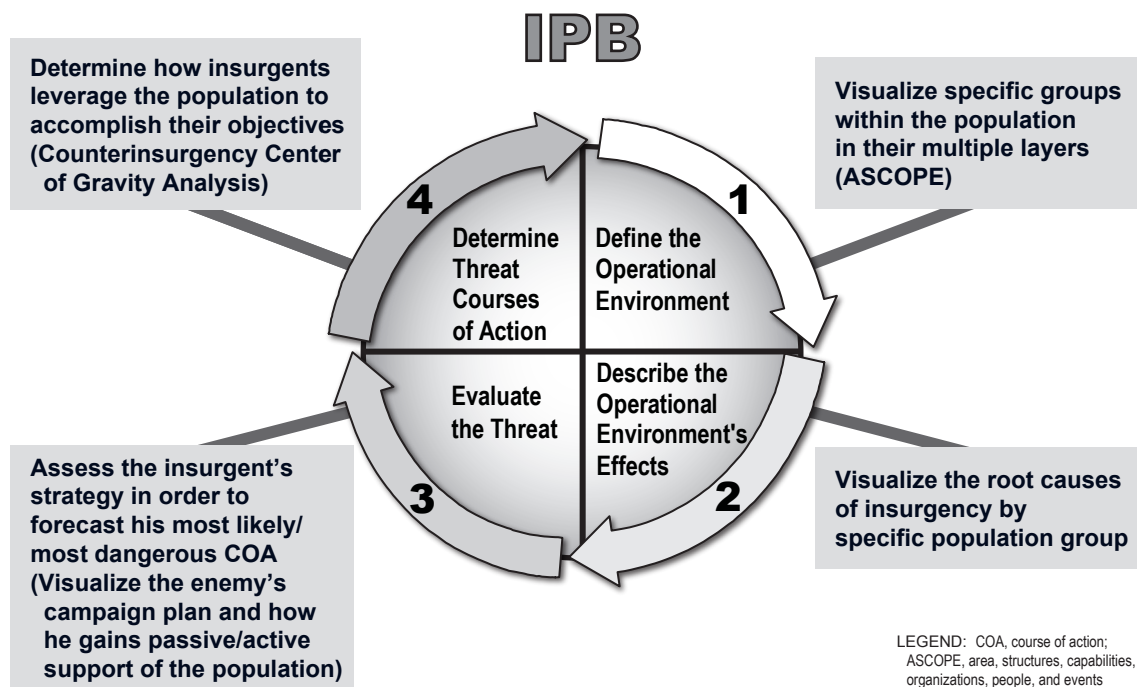 IPB
Determine how insurgents
leverage the population to
accomplish their objectives
(Counterinsurgency Center
of Gravity Analysis)
Visualize specific groups
within the population
in their multiple layers
(ASCOPE)
4
1
Determine
Threat
Courses
of Action
Define the
Operational
Environment
Evaluate
the Threat
Describe the
Operational
Environment's
Effects
3
2
Assess the insurgent’s
strategy in order to
forecast his most likely/
most dangerous COA
(Visualize the enemy’s
campaign plan and how
he gains passive/active
support of the population)
Visualize the root causes
of insurgency by
specific population group
LEGEND: COA, course of action;
ASCOPE, area, structures, capabilities,
organizations, people, and events